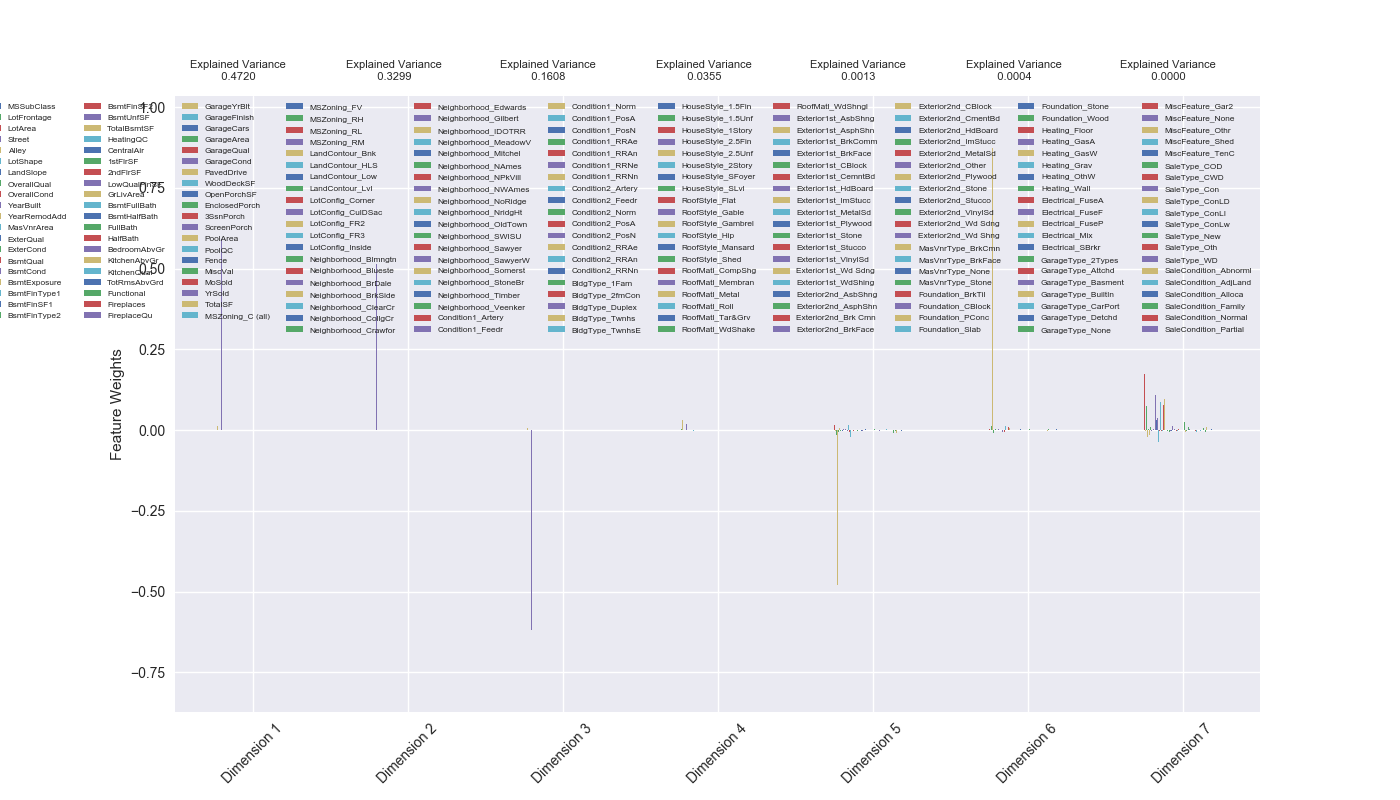 Explained Variance
0.4720
Explained Variance
0.3299
Explained Variance
0.1608
Explained Variance
0.0355
Explained Variance
0.0013
Explained Variance
0.0004
Explained Variance
0.0000
MSSubClass
LotFrontage
LotArea
Street
Alley
LotShape
LandSlope
OverallQual
OverallCond
YearBuilt
YearRemodAdd
MasVnrArea
ExterQual
ExterCond
BsmtQual
BsmtCond
BsmtExposure
BsmtFinType1
BsmtFinSF1
BsmtFinType2
BsmtFinSF2
BsmtUnfSF
TotalBsmtSF
HeatingQC
CentralAir
1stFlrSF
2ndFlrSF
LowQualFinSF
GrLivArea
BsmtFullBath
BsmtHalfBath
FullBath
HalfBath
BedroomAbvGr
KitchenAbvGr
KitchenQual
TotRmsAbvGrd
Functional
Fireplaces
FireplaceQu
GarageYrBlt
GarageFinish
GarageCars
GarageArea
GarageQual
GarageCond
PavedDrive
WoodDeckSF
OpenPorchSF
EnclosedPorch
3SsnPorch
ScreenPorch
PoolArea
PoolQC
Fence
MiscVal
MoSold
YrSold
TotalSF
MSZoning_C (all)
MSZoning_FV
MSZoning_RH
MSZoning_RL
MSZoning_RM
LandContour_Bnk
LandContour_HLS
LandContour_Low
LandContour_Lvl
LotConfig_Corner
LotConfig_CulDSac
LotConfig_FR2
LotConfig_FR3
LotConfig_Inside
Neighborhood_Blmngtn
Neighborhood_Blueste
Neighborhood_BrDale
Neighborhood_BrkSide
Neighborhood_ClearCr
Neighborhood_CollgCr
Neighborhood_Crawfor
Neighborhood_Edwards
Neighborhood_Gilbert
Neighborhood_IDOTRR
Neighborhood_MeadowV
Neighborhood_Mitchel
Neighborhood_NAmes
Neighborhood_NPkVill
Neighborhood_NWAmes
Neighborhood_NoRidge
Neighborhood_NridgHt
Neighborhood_OldTown
Neighborhood_SWISU
Neighborhood_Sawyer
Neighborhood_SawyerW
Neighborhood_Somerst
Neighborhood_StoneBr
Neighborhood_Timber
Neighborhood_Veenker
Condition1_Artery
Condition1_Feedr
Condition1_Norm
Condition1_PosA
Condition1_PosN
Condition1_RRAe
Condition1_RRAn
Condition1_RRNe
Condition1_RRNn
Condition2_Artery
Condition2_Feedr
Condition2_Norm
Condition2_PosA
Condition2_PosN
Condition2_RRAe
Condition2_RRAn
Condition2_RRNn
BldgType_1Fam
BldgType_2fmCon
BldgType_Duplex
BldgType_Twnhs
BldgType_TwnhsE
HouseStyle_1.5Fin
HouseStyle_1.5Unf
HouseStyle_1Story
HouseStyle_2.5Fin
HouseStyle_2.5Unf
HouseStyle_2Story
HouseStyle_SFoyer
HouseStyle_SLvl
RoofStyle_Flat
RoofStyle_Gable
RoofStyle_Gambrel
RoofStyle_Hip
RoofStyle_Mansard
RoofStyle_Shed
RoofMatl_CompShg
RoofMatl_Membran
RoofMatl_Metal
RoofMatl_Roll
RoofMatl_Tar&Grv
RoofMatl_WdShake
RoofMatl_WdShngl
Exterior1st_AsbShng
Exterior1st_AsphShn
Exterior1st_BrkComm
Exterior1st_BrkFace
Exterior1st_CBlock
Exterior1st_CemntBd
Exterior1st_HdBoard
Exterior1st_ImStucc
Exterior1st_MetalSd
Exterior1st_Plywood
Exterior1st_Stone
Exterior1st_Stucco
Exterior1st_VinylSd
Exterior1st_Wd Sdng
Exterior1st_WdShing
Exterior2nd_AsbShng
Exterior2nd_AsphShn
Exterior2nd_Brk Cmn
Exterior2nd_BrkFace
Exterior2nd_CBlock
Exterior2nd_CmentBd
Exterior2nd_HdBoard
Exterior2nd_ImStucc
Exterior2nd_MetalSd
Exterior2nd_Other
Exterior2nd_Plywood
Exterior2nd_Stone
Exterior2nd_Stucco
Exterior2nd_VinylSd
Exterior2nd_Wd Sdng
Exterior2nd_Wd Shng
MasVnrType_BrkCmn
MasVnrType_BrkFace
MasVnrType_None
MasVnrType_Stone
Foundation_BrkTil
Foundation_CBlock
Foundation_PConc
Foundation_Slab
Foundation_Stone
Foundation_Wood
Heating_Floor
Heating_GasA
Heating_GasW
Heating_Grav
Heating_OthW
Heating_Wall
Electrical_FuseA
Electrical_FuseF
Electrical_FuseP
Electrical_Mix
Electrical_SBrkr
GarageType_2Types
GarageType_Attchd
GarageType_Basment
GarageType_BuiltIn
GarageType_CarPort
GarageType_Detchd
GarageType_None
MiscFeature_Gar2
MiscFeature_None
MiscFeature_Othr
MiscFeature_Shed
MiscFeature_TenC
SaleType_COD
SaleType_CWD
SaleType_Con
SaleType_ConLD
SaleType_ConLI
SaleType_ConLw
SaleType_New
SaleType_Oth
SaleType_WD
SaleCondition_Abnorml
SaleCondition_AdjLand
SaleCondition_Alloca
SaleCondition_Family
SaleCondition_Normal
SaleCondition_Partial
1.00
0.75
0.50
0.25
0.00
−0.25
−0.50
−0.75
Feature Weights
Dimension 1
Dimension 2
Dimension 3
Dimension 4
Dimension 5
Dimension 6
Dimension 7